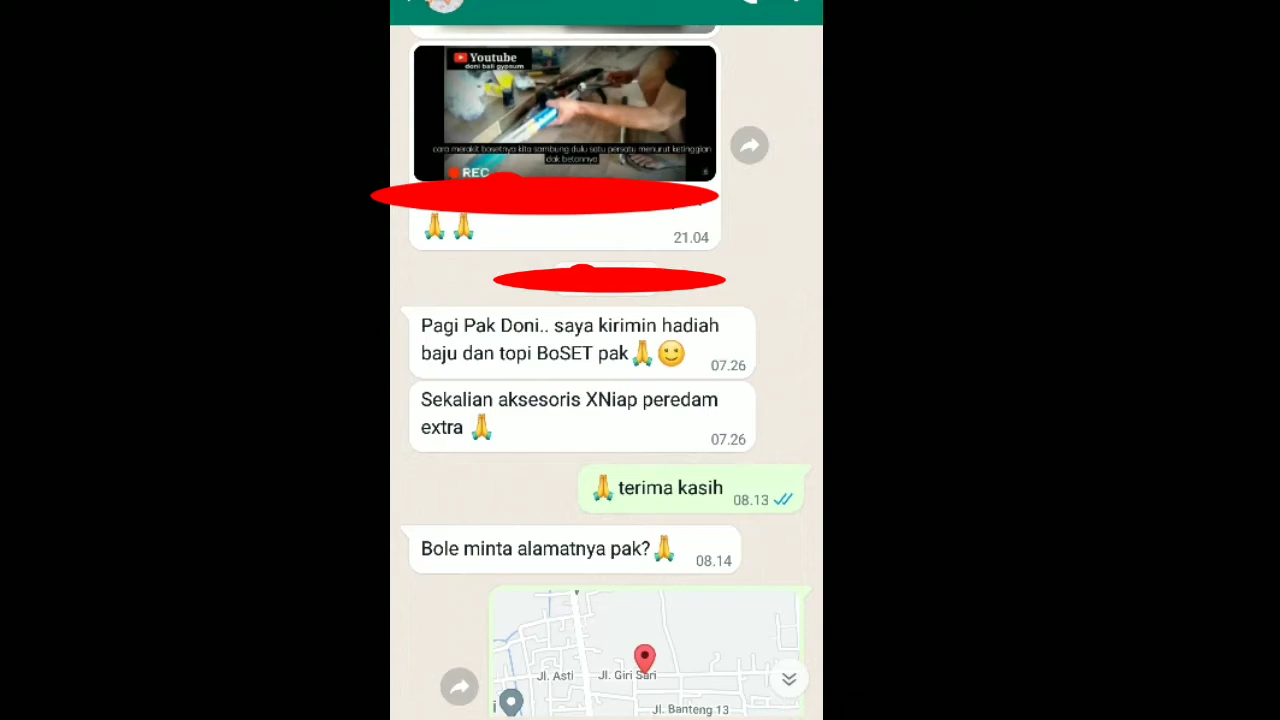 Youtube
doni bali gypsum
cara merakit bosetnya kita sambung dulu satu persatu menurut ketinggian
dak betonnya
REC
21.04
Pagi Pak Doni.. saya kirimin hadiah
baju dan topi BoSET pak🙏😉
07.26
Sekalian aksesoris XNiap peredam
extra 🙏
07.26
🙏 terima kasih
08.13
Bole minta alamatnya pak?🙏
08.14
Jl. Asti
Jl. Giri Sari
Jl. Banteng 13